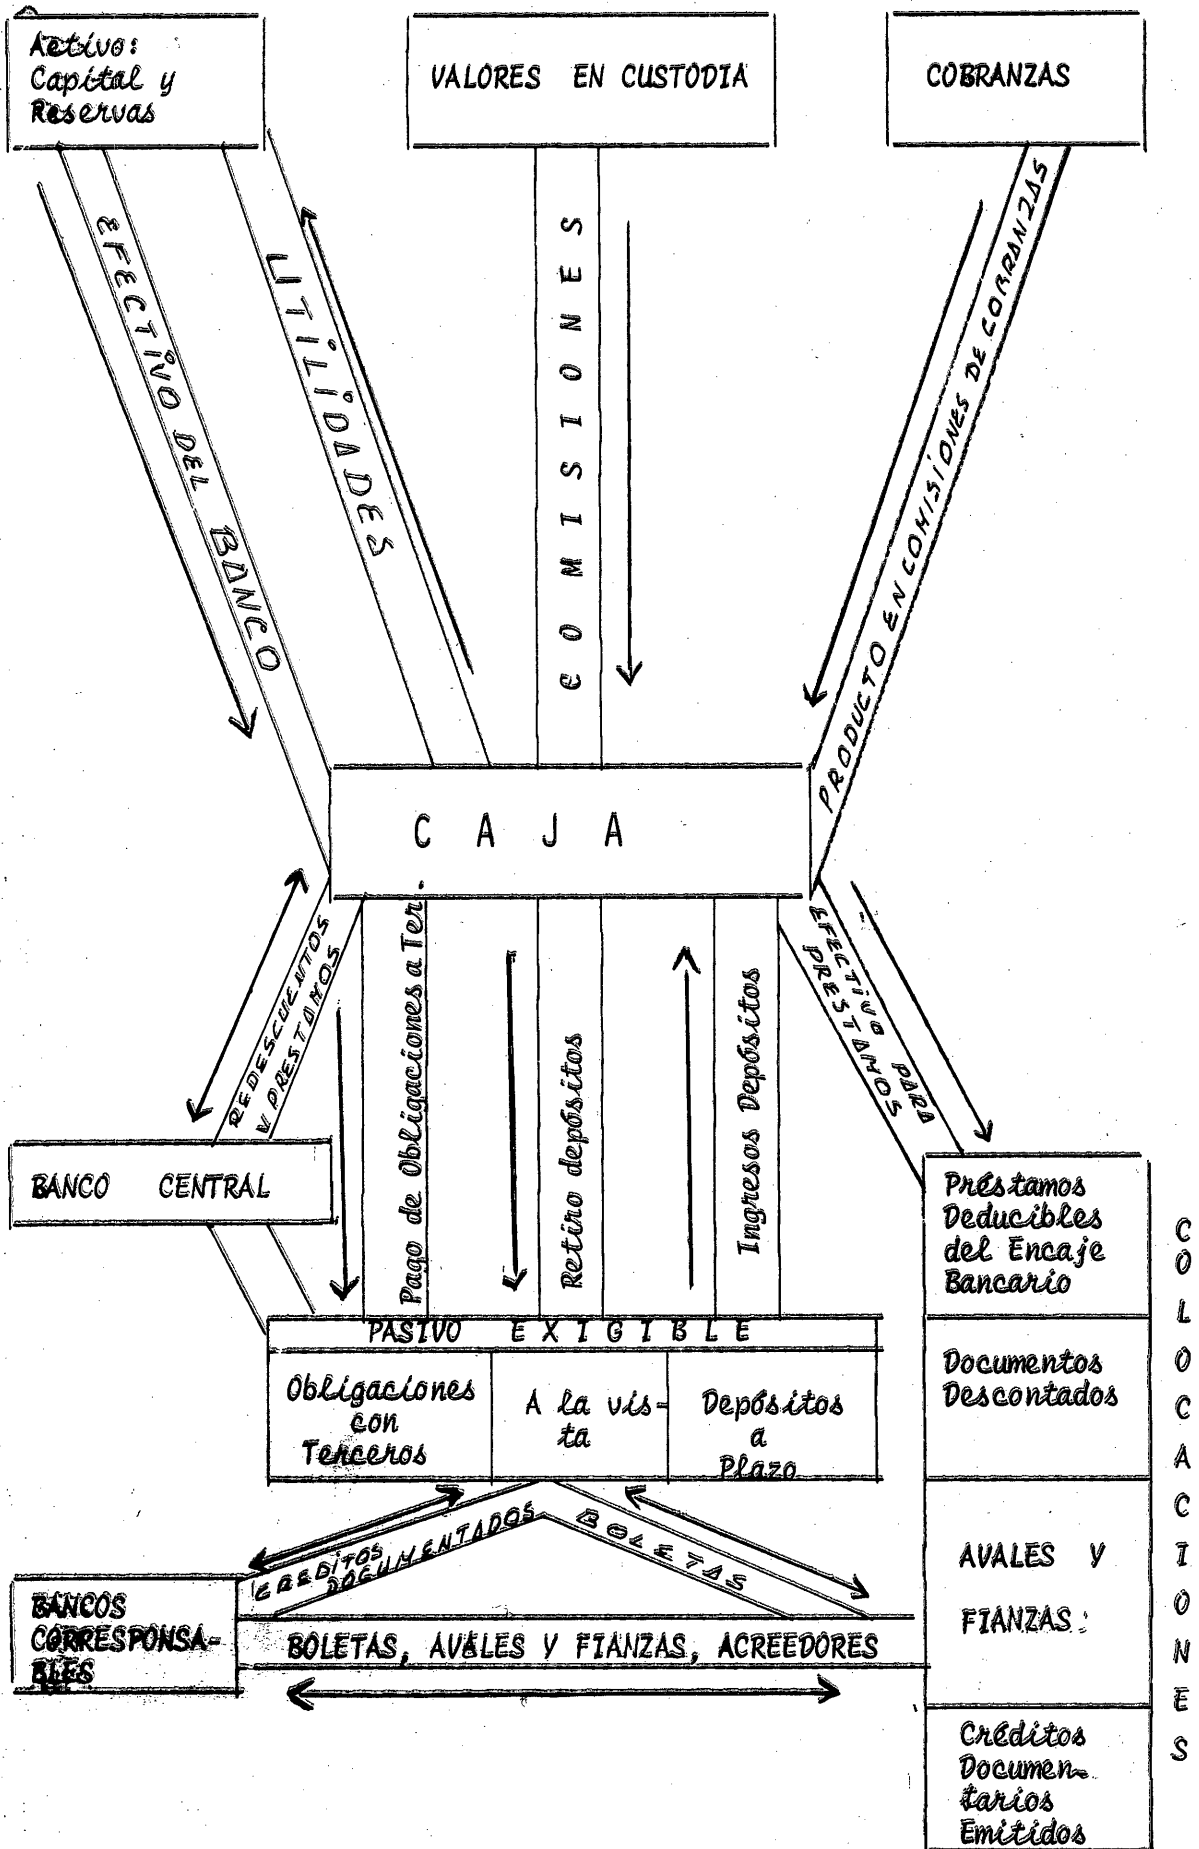 Activo:
Capital y
Reservas
VALORES EN CUSTODIA
COBRANZAS
EFECTIVO DEL BANCO
UTILIDADES
COMISIONES
PRODUCTO EN COMISIONES DE COBRANZAS
CAJA
REDESCUENTOS
Y PRESTAMOS
Pago de Obligaciones a Ter.
Retiro depósitos
Ingresos Depósitos
EFECTIVO PARA
PRESTAMOS
BANCO CENTRAL
PASIVO EXIGIBLE
Obligaciones
con
Terceros
A la vis-
ta
Depósitos
a
Plazo
Préstamos
Deducibles
del Encaje
Bancario
Documentos
Descontados
AVALES Y
FIANZAS:
Créditos
Documen-
tarios
Emitidos
COLOCACIONES
CREDITOS
DOCUMENTADOS
BOLETAS
BANCOS
CORRESPONSA-
BLES
BOLETAS, AVALES Y FIANZAS, ACREEDORES